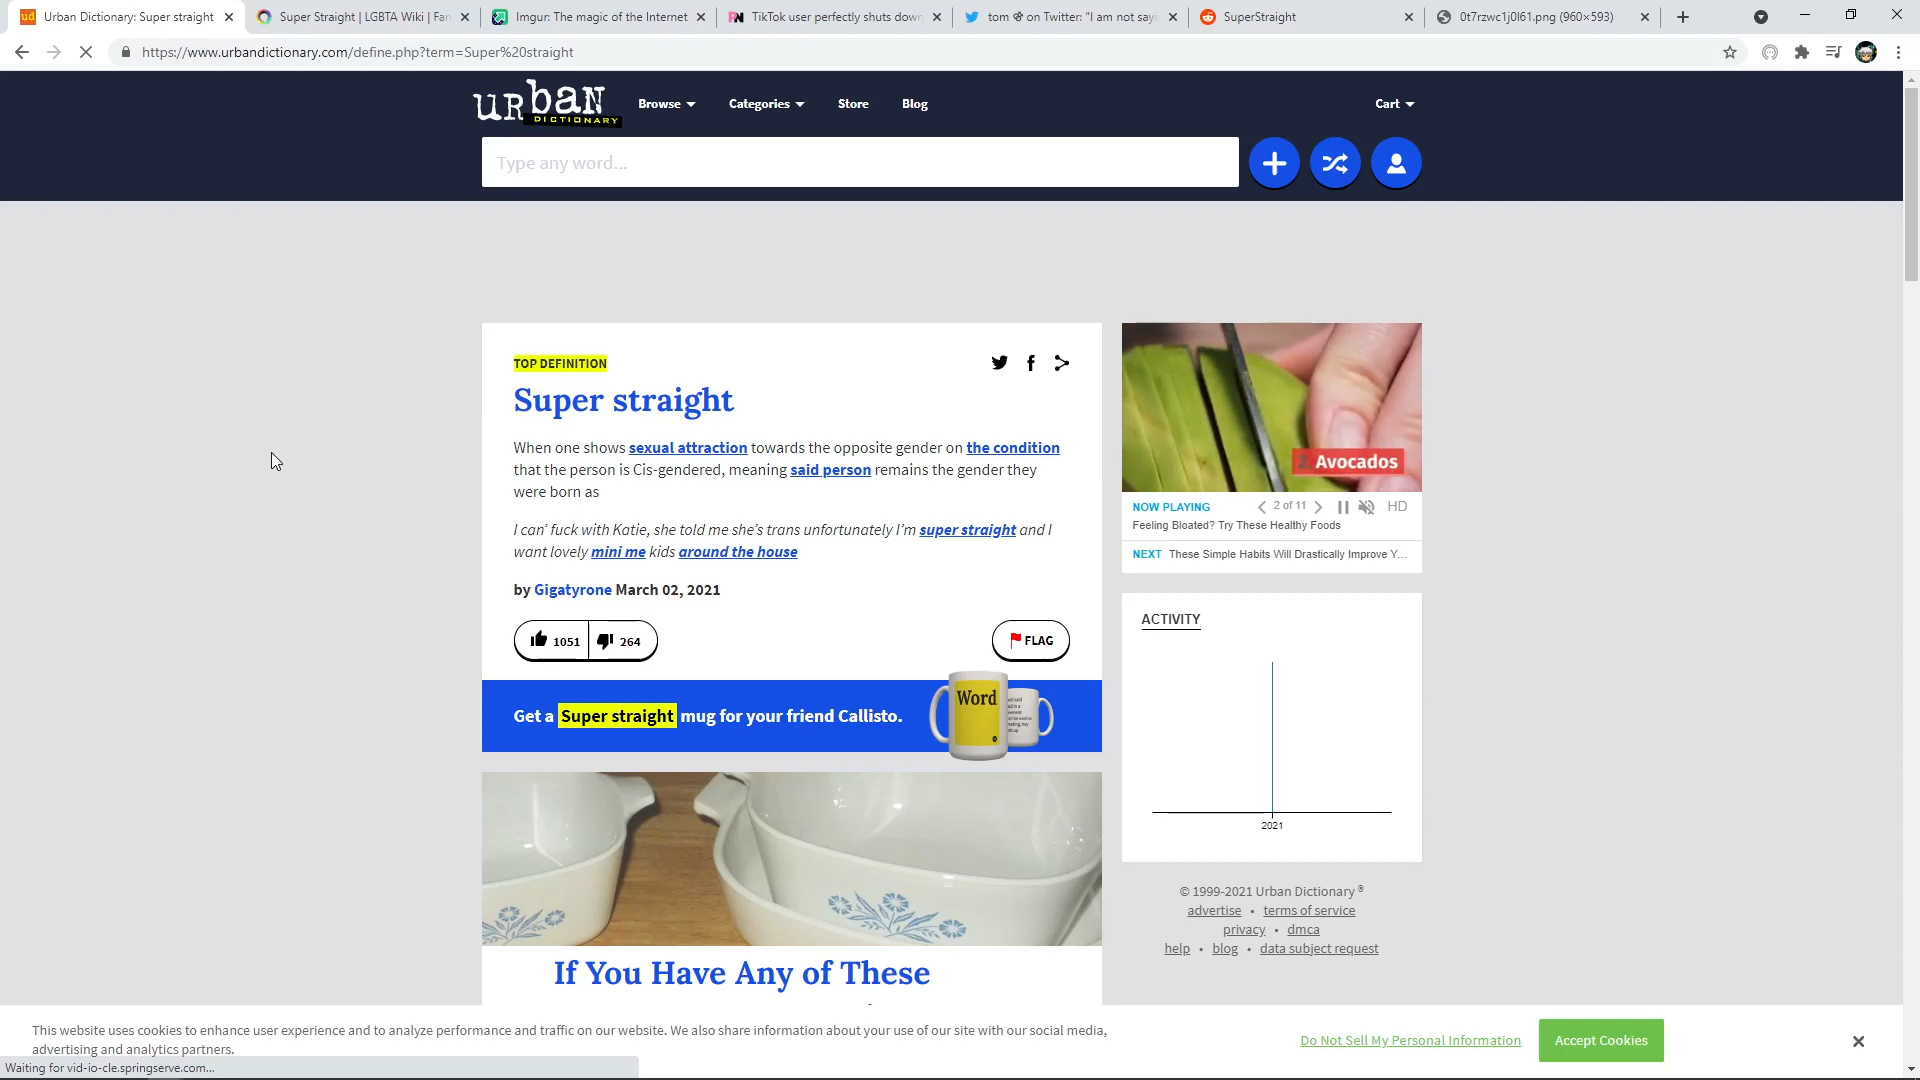 Urban Dictionary: Super straight
Super Straight | LGBTA Wiki | Fan
Imgur: The magic of the Internet
TikTok user perfectly shuts down
tom 🏵 on Twitter: "I am not sayi
SuperStraight
0t7rzwc1j0l61.png (960×593)
https://www.urbandictionary.com/define.php?term=Super%20straight
urban
DICTIONARY
Browse
Categories
Store
Blog
Cart
Type any word...
TOP DEFINITION
Super straight
When one shows sexual attraction towards the opposite gender on the condition
that the person is Cis-gendered, meaning said person remains the gender they
were born as
I can' fuck with Katie, she told me she's trans unfortunately I'm super straight and I
want lovely mini me kids around the house
by Gigatyrone March 02, 2021
1051
264
FLAG
Get a Super straight mug for your friend Callisto.
Word
If You Have Any of These
Avocados
NOW PLAYING
2 of 11
HD
Feeling Bloated? Try These Healthy Foods
NEXT These Simple Habits Will Drastically Improve Y...
ACTIVITY
2021
© 1999-2021 Urban Dictionary ®
advertise • terms of service
privacy • dmca
help • blog • data subject request
This website uses cookies to enhance user experience and to analyze performance and traffic on our website. We also share information about your use of our site with our social media,
advertising and analytics partners.
Do Not Sell My Personal Information
Accept Cookies
Waiting for vid-io-cle.springserve.com...